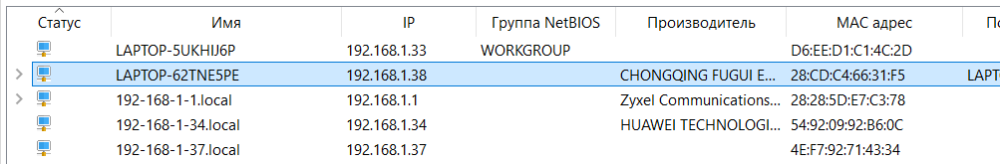 Статус Имя IP Группа NetBIOS Производитель MAC адрес По
LAPTOP-5UKHIJ6P 192.168.1.33 WORKGROUP D6:EE:D1:C1:4C:2D
LAPTOP-62TNE5PE 192.168.1.38 CHONGQING FUGUI E... 28:CD:C4:66:31:F5 LAPT
192-168-1-1.local 192.168.1.1 Zyxel Communications... 28:28:5D:E7:C3:78
192-168-1-34.local 192.168.1.34 HUAWEI TECHNOLOGI... 54:92:09:92:B6:0C
192-168-1-37.local 192.168.1.37 4E:F7:92:71:43:34